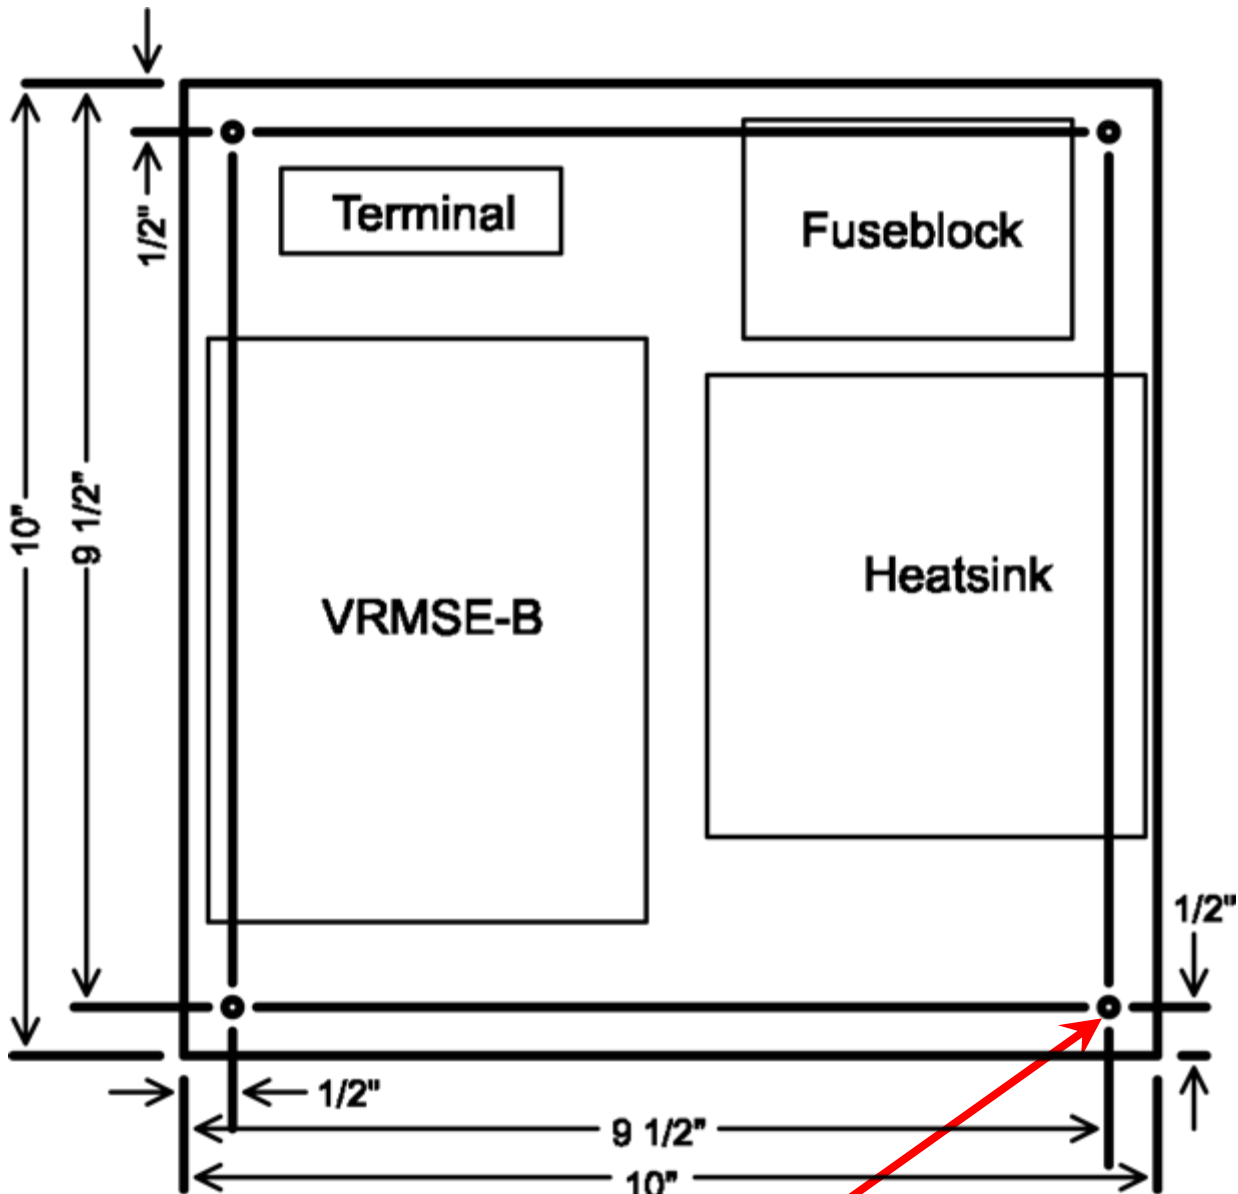 1/2"
Terminal
Fuseblock
10"
9 1/2"
Heatsink
VRMSE-B
1/2"
1/2"
9 1/2"
10"